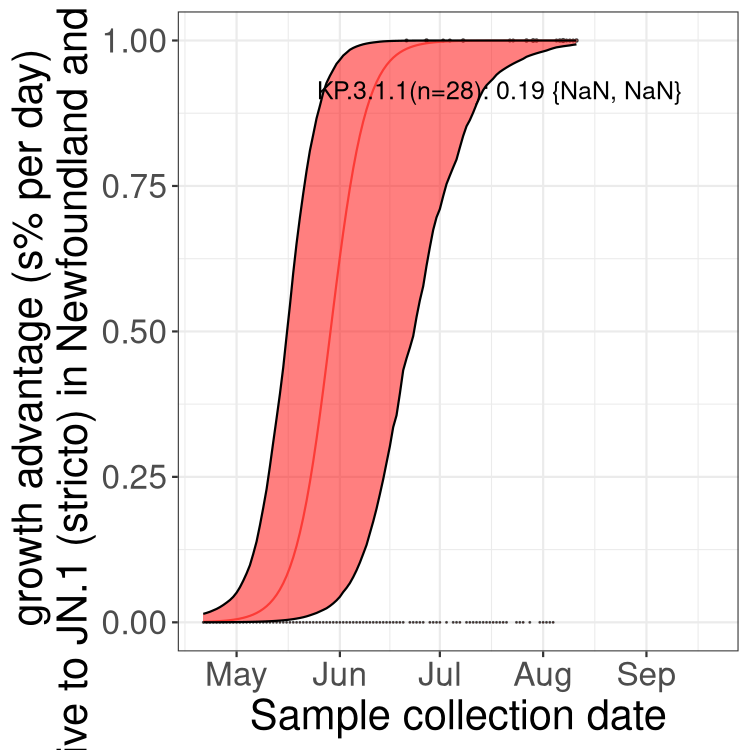 growth advantage (s% per day)
ive to JN.1 (stricto) in Newfoundland and
1.00
0.75
0.50
0.25
0.00
KP.3.1.1(n=28): 0.19 {NaN, NaN}
May Jun Jul Aug Sep
Sample collection date